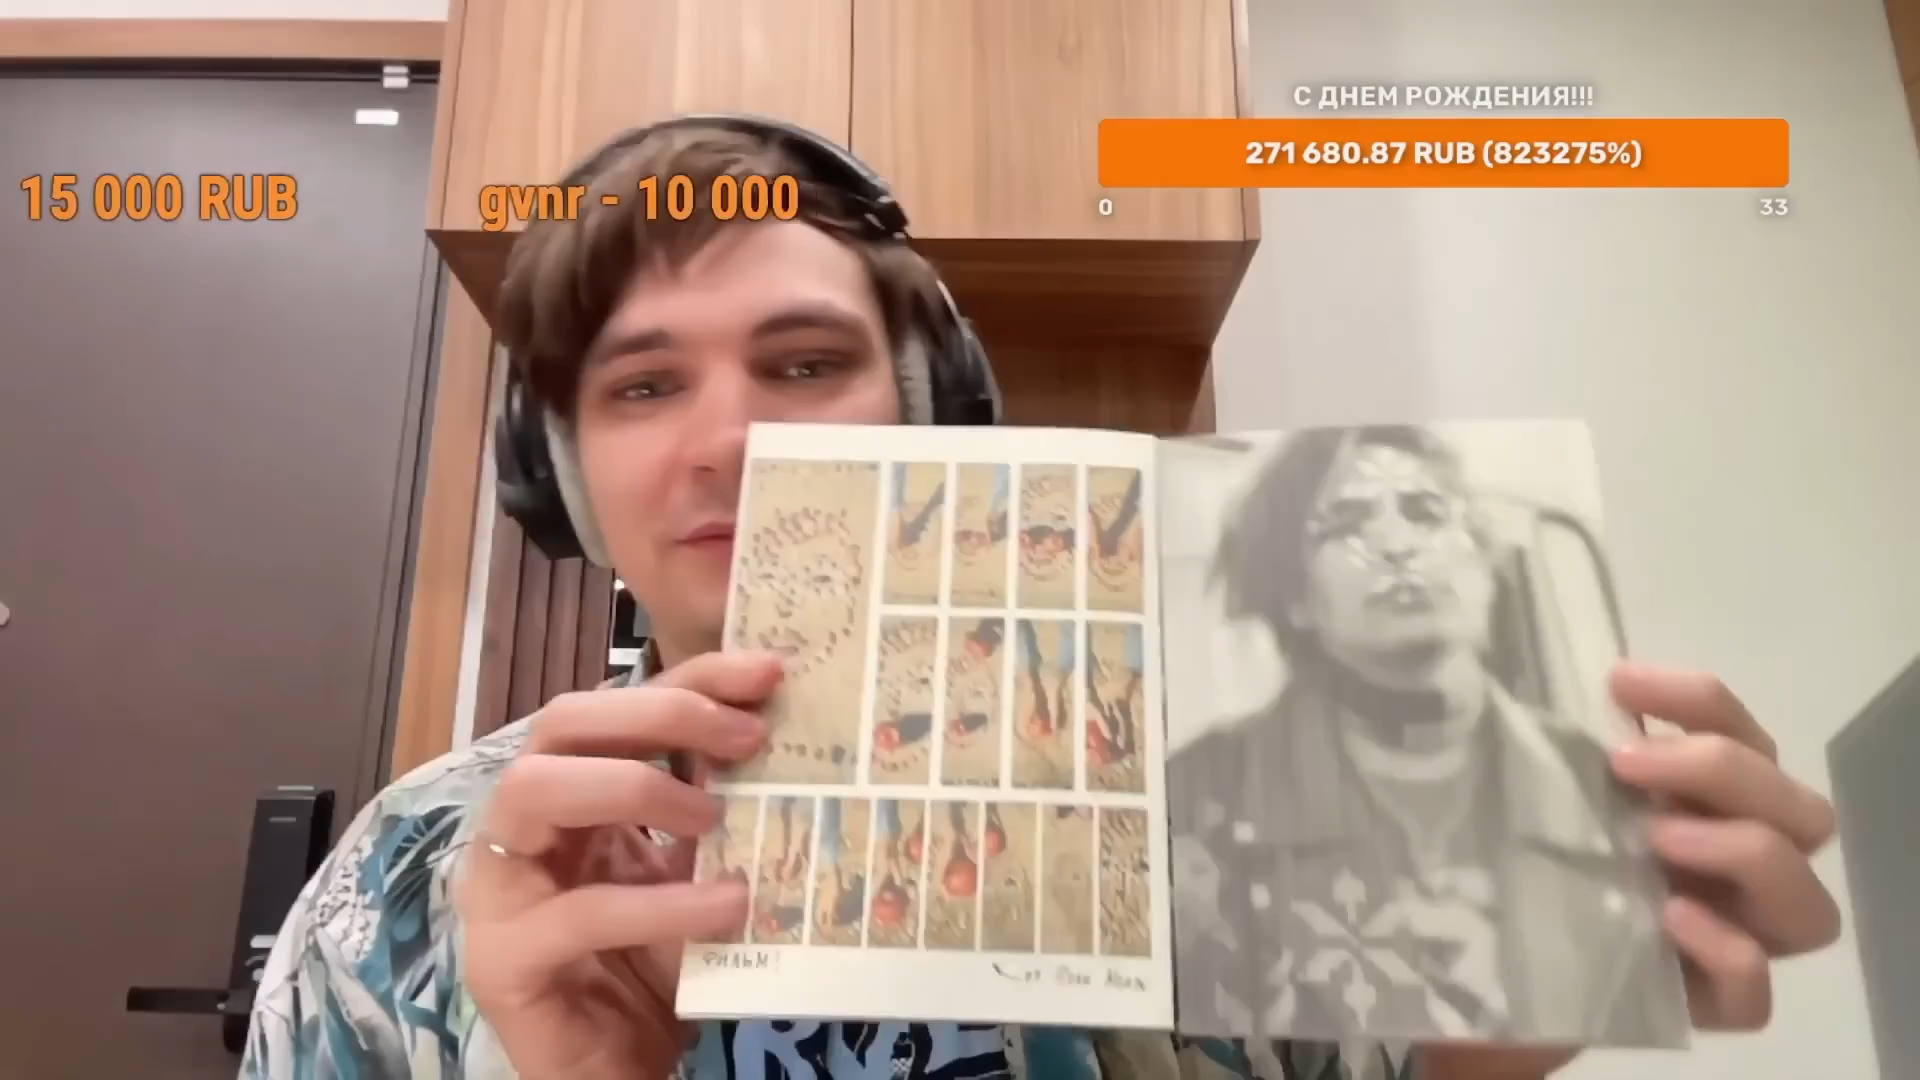 С ДНЕМ РОЖДЕНИЯ!!!
271 680.87 RUB (823275%)
0
33
15 000 RUB
gvnr - 10 000
ФИЛЬМ!